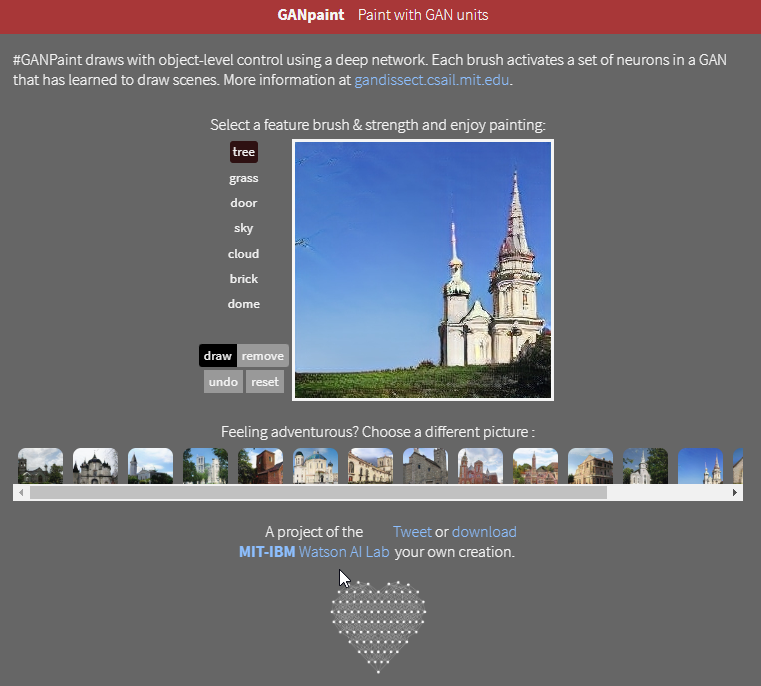 GANpaint Paint with GAN units
#GANPaint draws with object-level control using a deep network. Each brush activates a set of neurons in a GAN
that has learned to draw scenes. More information at gandissect.csail.mit.edu.
Select a feature brush & strength and enjoy painting:
tree
grass
door
sky
cloud
brick
dome
draw remove
undo reset
Feeling adventurous? Choose a different picture :
A project of the
MIT-IBM Watson AI Lab
Tweet or download
your own creation.